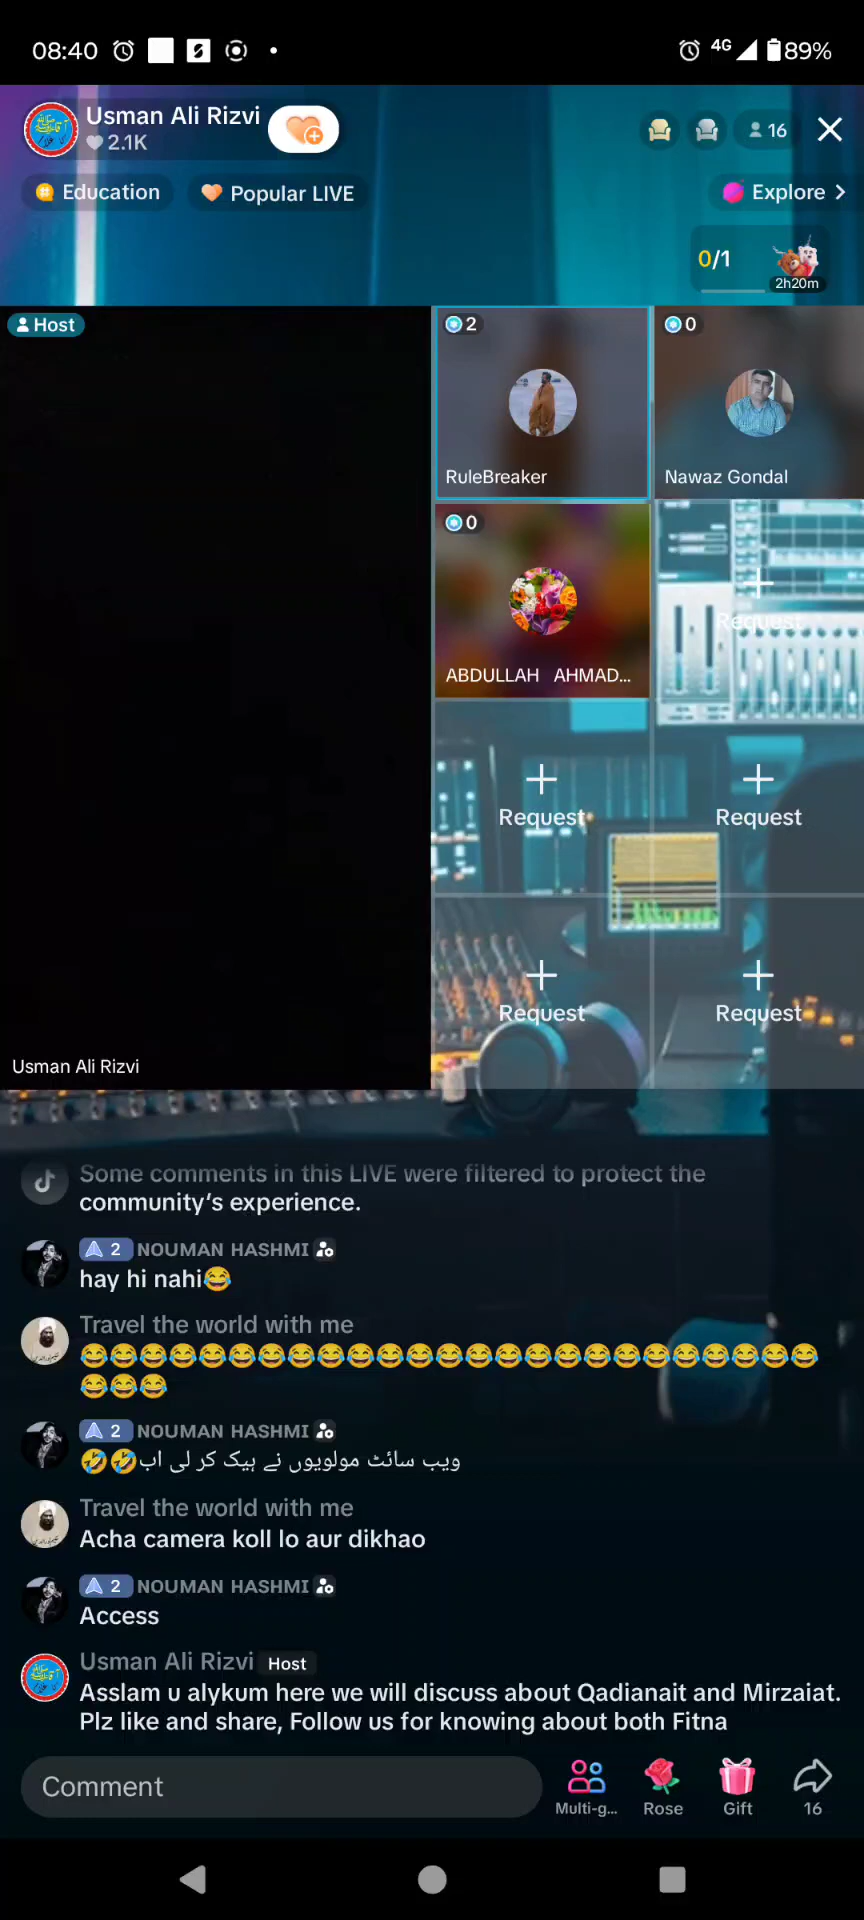 08:40
4G
89%
Usman Ali Rizvi
2.1K
16
Education
Popular LIVE
Explore
0/1
2h20m
Host
2
0
RuleBreaker
Nawaz Gondal
0
Request
ABDULLAH AHMAD...
Request
Request
Request
Request
Usman Ali Rizvi
Some comments in this LIVE were filtered to protect the
community's experience.
2 NOUMAN HASHMI
hay hi nahi😂
Travel the world with me
😂😂😂😂😂😂😂😂😂😂😂😂😂😂😂😂😂😂😂😂😂😂😂😂😂
😂😂😂
2 NOUMAN HASHMI
ویب سائٹ مولویوں نے ہیک کر لی اب🤣🤣
Travel the world with me
Acha camera koll lo aur dikhao
2 NOUMAN HASHMI
Access
Usman Ali Rizvi Host
Asslam u alykum here we will discuss about Qadianait and Mirzaiat.
Plz like and share, Follow us for knowing about both Fitna
Comment
Multi-g...
Rose
Gift
16